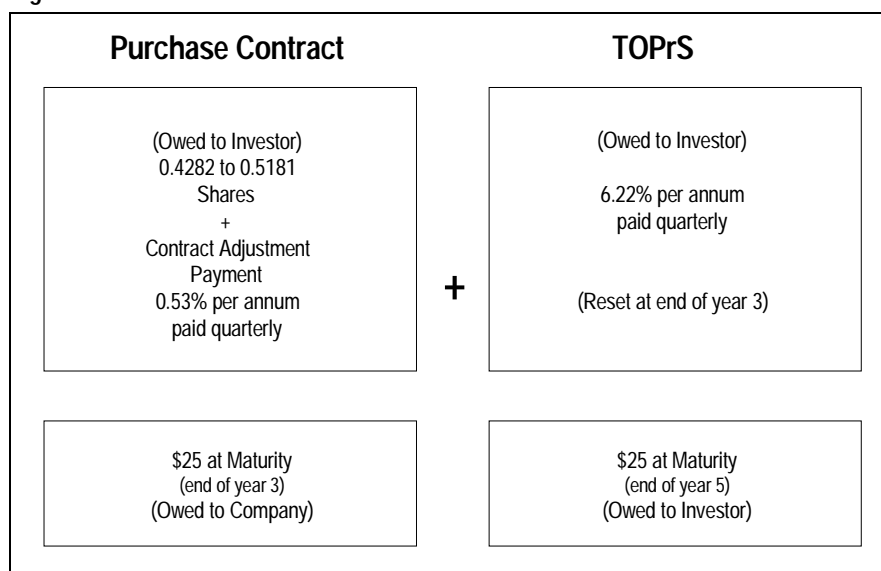 Purchase Contract
(Owed to Investor)
0.4282 to 0.5181
Shares
+
Contract Adjustment
Payment
0.53% per annum
paid quarterly
$25 at Maturity
(end of year 3)
(Owed to Company)
+
TOPrS
(Owed to Investor)
6.22% per annum
paid quarterly
(Reset at end of year 3)
$25 at Maturity
(end of year 5)
(Owed to Investor)